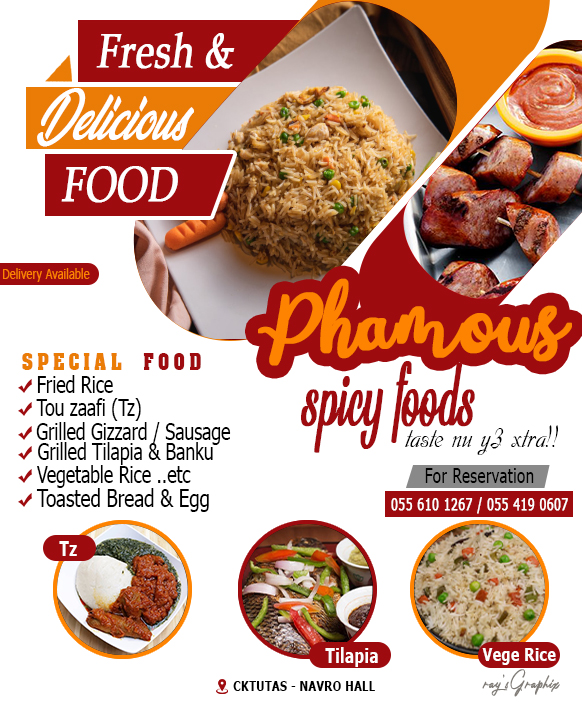 Fresh &
Delicious
FOOD
Delivery Available
Phamous
spicy foods
taste nu y3 xtra!!
SPECIAL FOOD
Fried Rice
Tou zaafi (Tz)
Grilled Gizzard / Sausage
Grilled Tilapia & Banku
Vegetable Rice ..etc
Toasted Bread & Egg
For Reservation
055 610 1267 / 055 419 0607
Tz
Tilapia
Vege Rice
CKTUTAS - NAVRO HALL
ray's Graphix